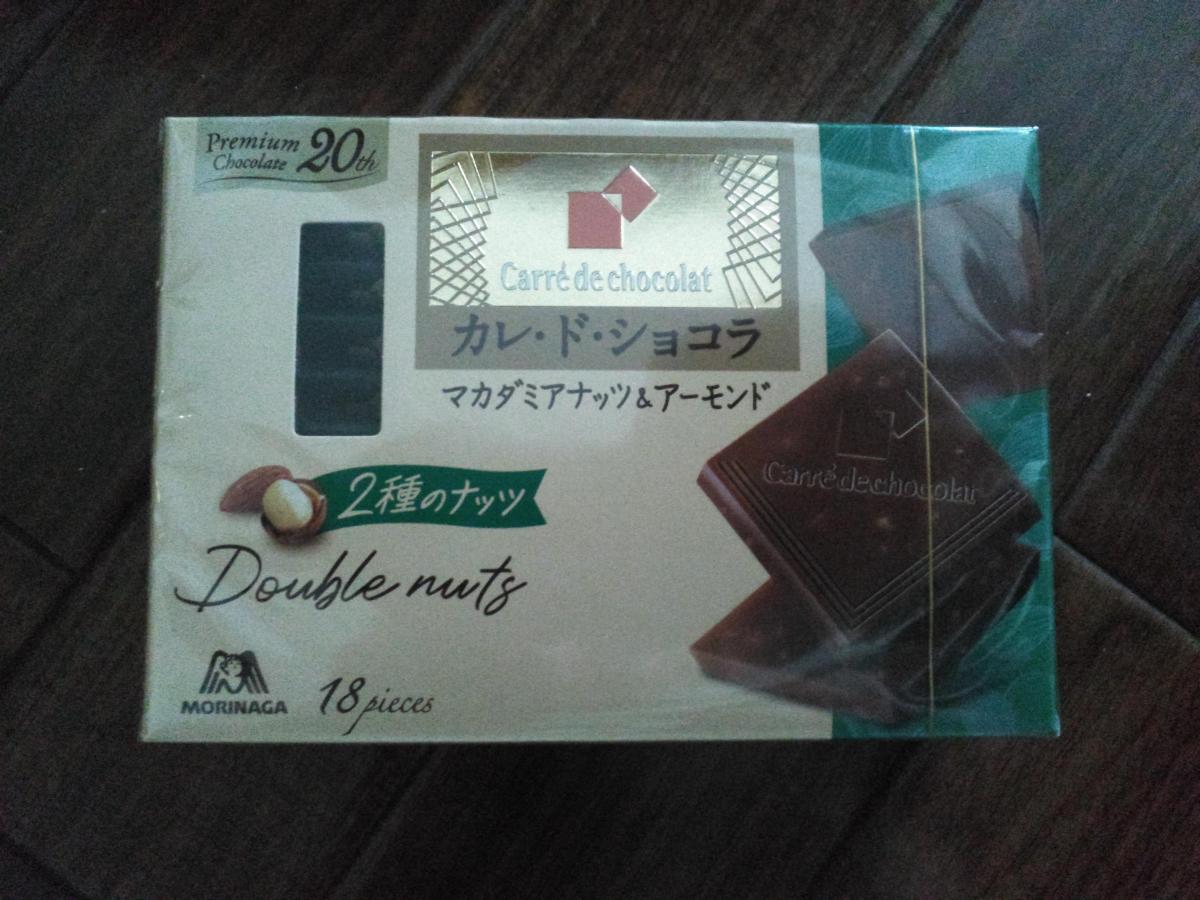 Premium
Chocolate 20th
Carré de chocolat
カレ・ド・ショコラ
マカダミアナッツ&アーモンド
Carré de chocolat
2種のナッツ
Double nuts
MORINAGA
18 pieces